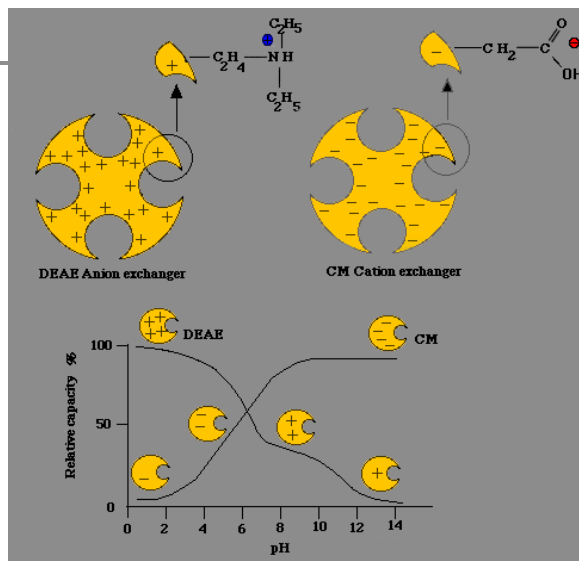 C₂H₅
+
+
C₂H₄
NH
C₂H₅
−
CH₂
C
O
−
OH
DEAE Anion exchanger
CM Cation exchanger
DEAE
CM
Relative capacity %
100
50
0
0 2 4 6 8 10 12 14
pH